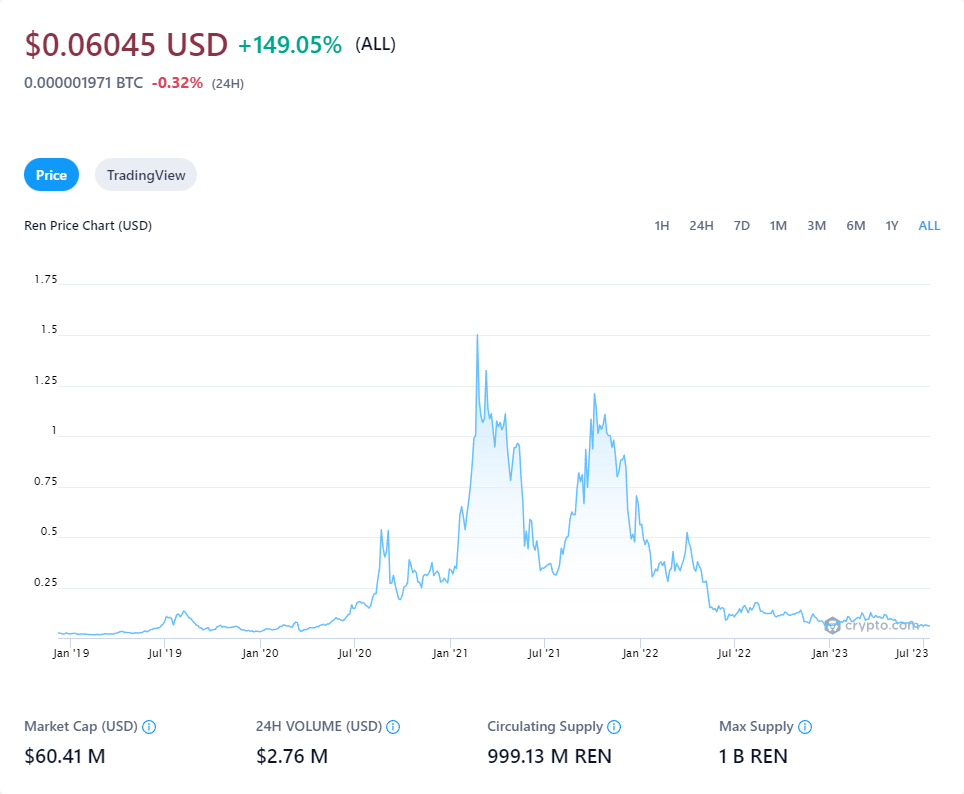 $0.06045 USD +149.05% (ALL)
0.000001971 BTC -0.32% (24H)
Price TradingView
Ren Price Chart (USD) 1H 24H 7D 1M 3M 6M 1Y ALL
1.75
1.5
1.25
1
0.75
0.5
0.25
crypto.com
Jan '19 Jul '19 Jan '20 Jul '20 Jan '21 Jul '21 Jan '22 Jul '22 Jan '23 Jul '23
Market Cap (USD) 24H VOLUME (USD) Circulating Supply Max Supply
$60.41 M $2.76 M 999.13 M REN 1 B REN